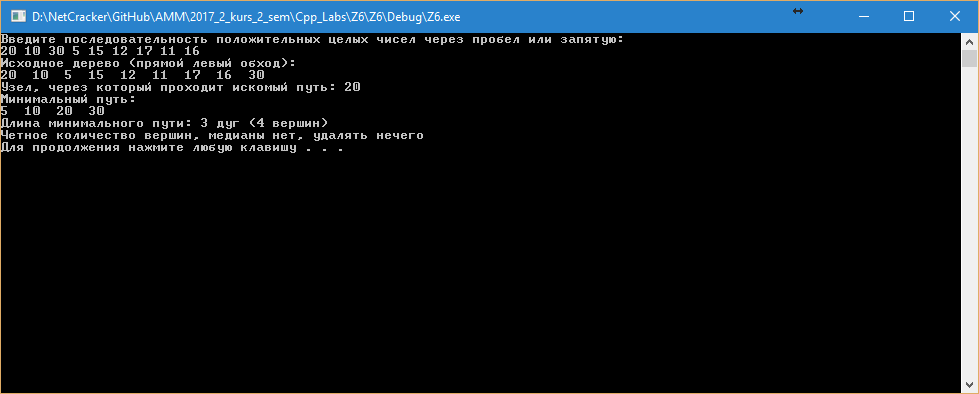 D:\NetCracker\GitHub\AMM\2017_2_kurs_2_sem\Cpp_Labs\Z6\Z6\Debug\Z6.exe
Введите последовательность положительных целых чисел через пробел или запятую:
20 10 30 5 15 12 17 11 16
Исходное дерево (прямой левый обход):
20  10  5  15  12  11  17  16  30
Узел, через который проходит искомый путь: 20
Минимальный путь:
5  10  20  30
Длина минимального пути: 3 дуг (4 вершин)
Четное количество вершин, медианы нет, удалять нечего
Для продолжения нажмите любую клавишу . . .